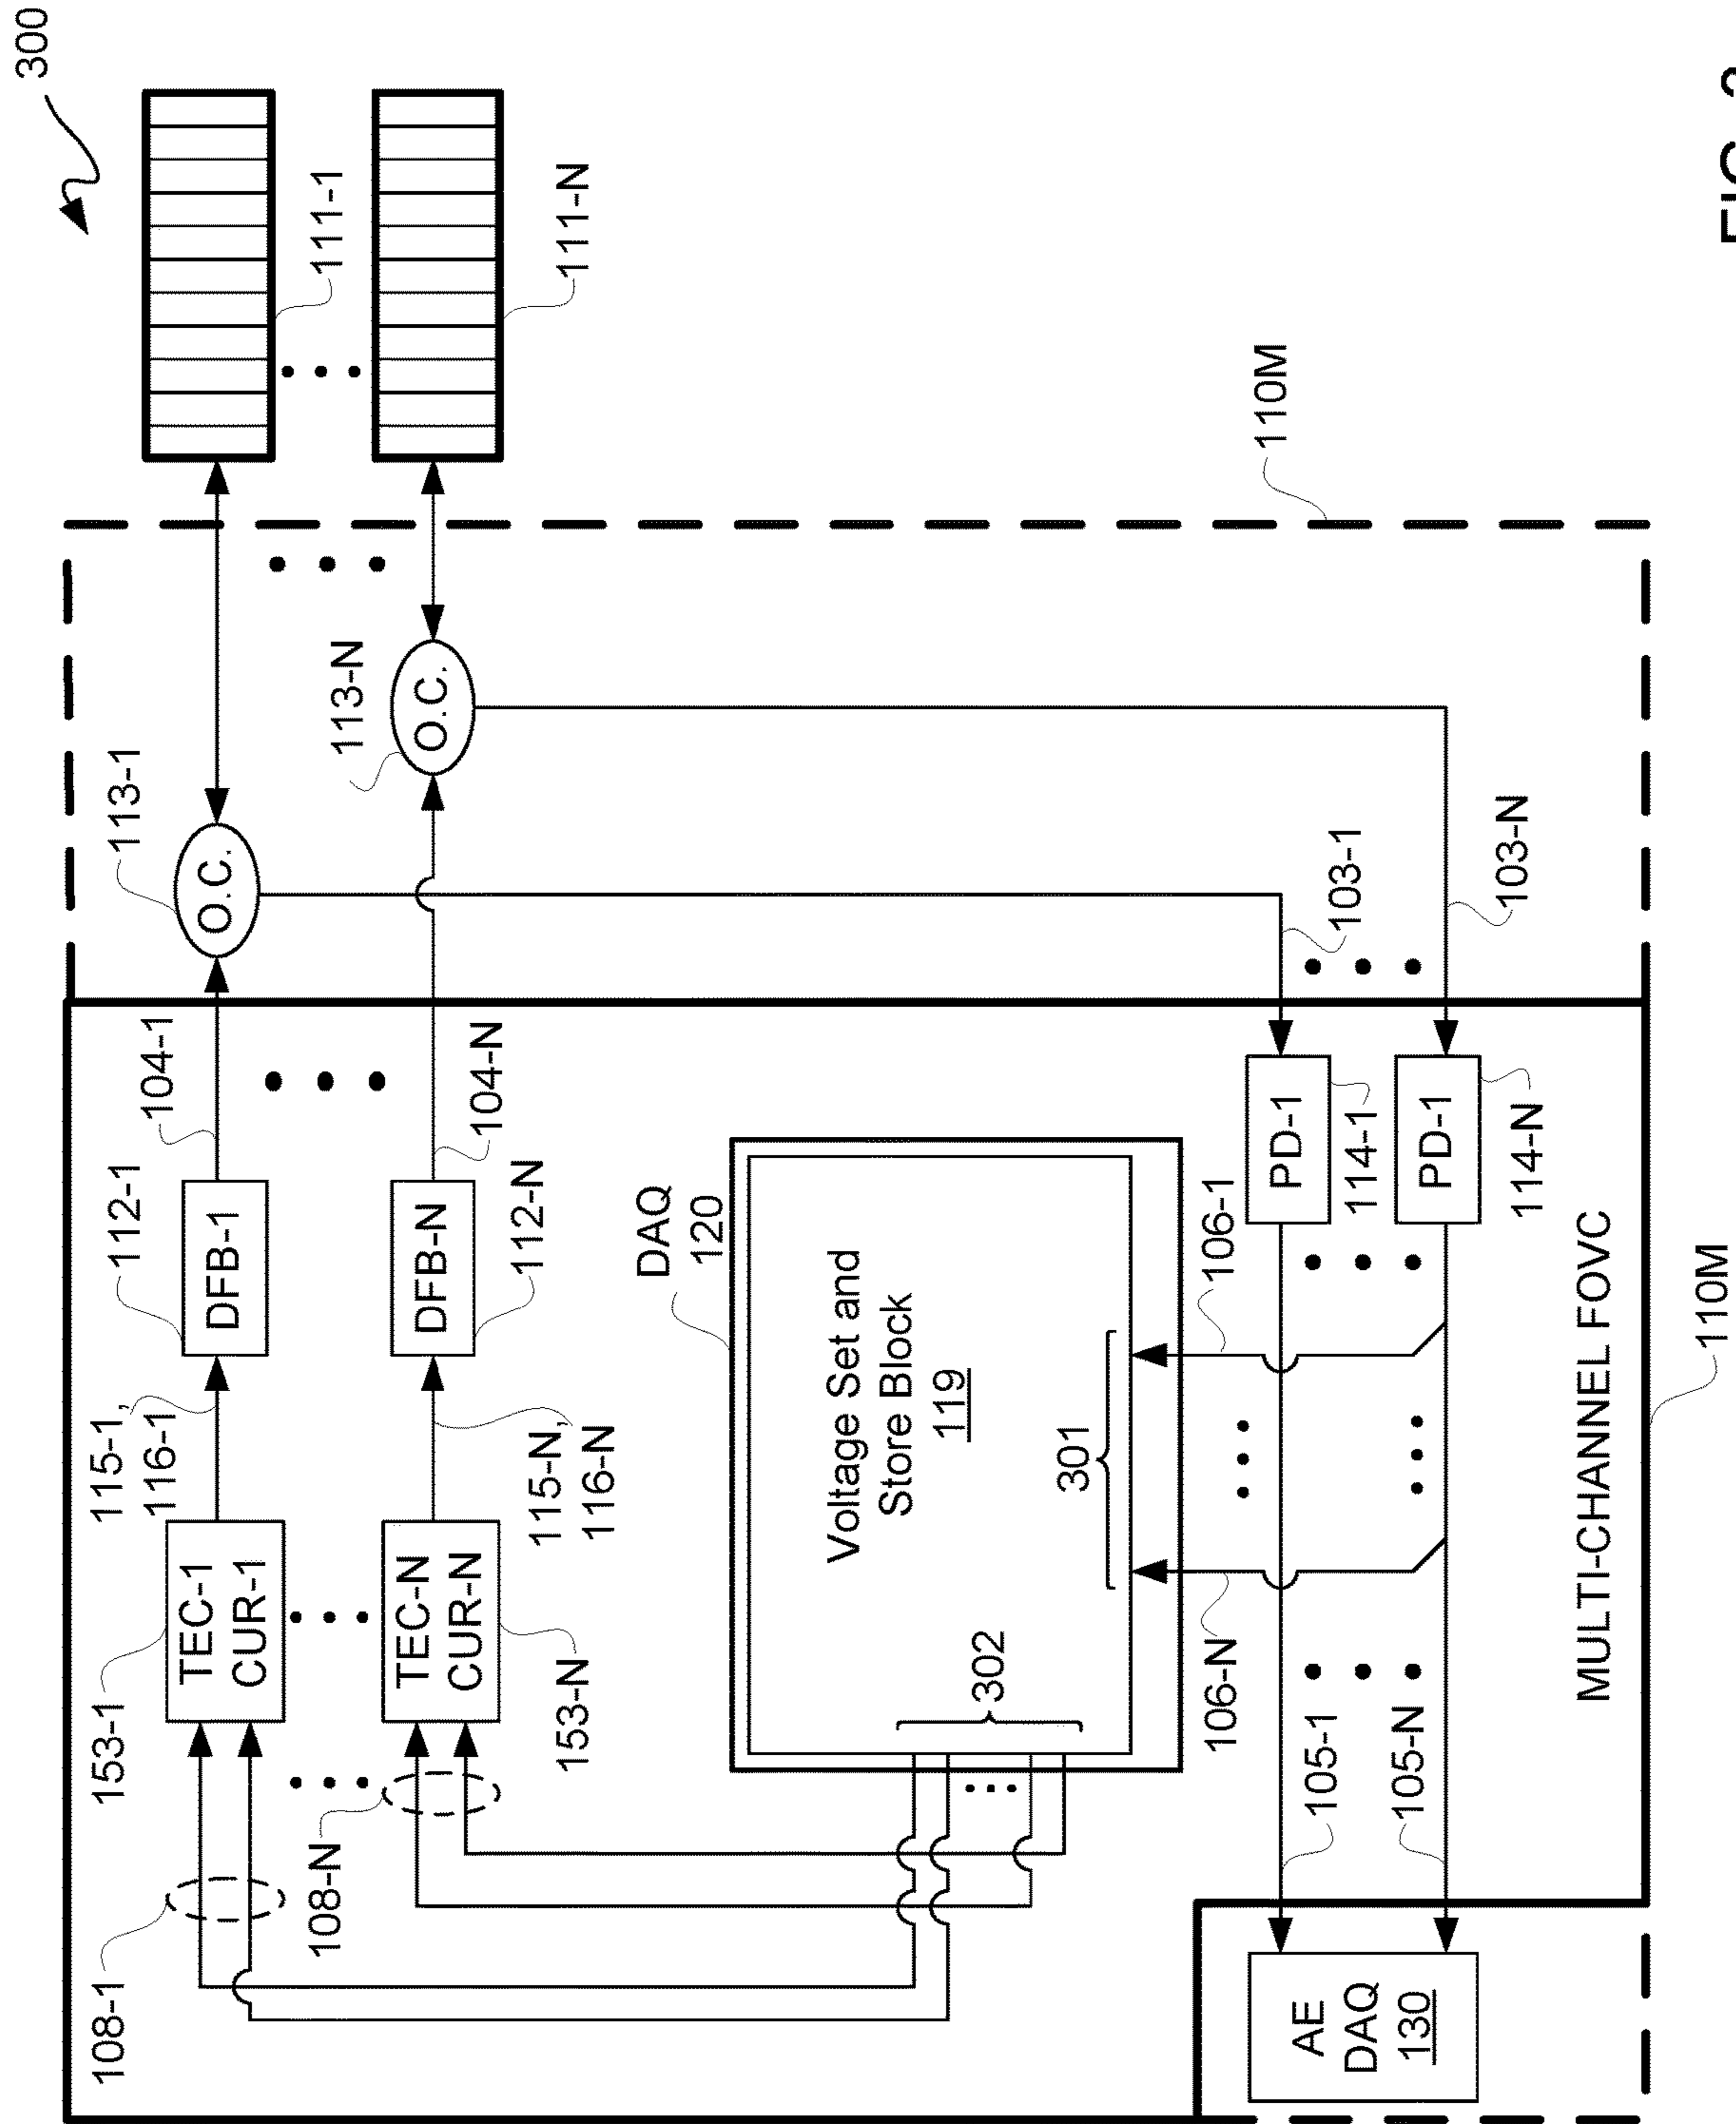 300
111-1
111-N
110M
113-1
O.C.
113-N
O.C.
103-1
103-N
104-1
104-N
112-1
DFB-1
112-N
DFB-N
115-1,
116-1
115-N,
116-N
153-1
TEC-1
CUR-1
153-N
TEC-N
CUR-N
108-1
108-N
DAQ
120
Voltage Set and
Store Block
119
301
302
106-1
106-N
PD-1
114-1
PD-1
114-N
105-1
105-N
AE
DAQ
130
MULTI-CHANNEL FOVC
110M
FIG.